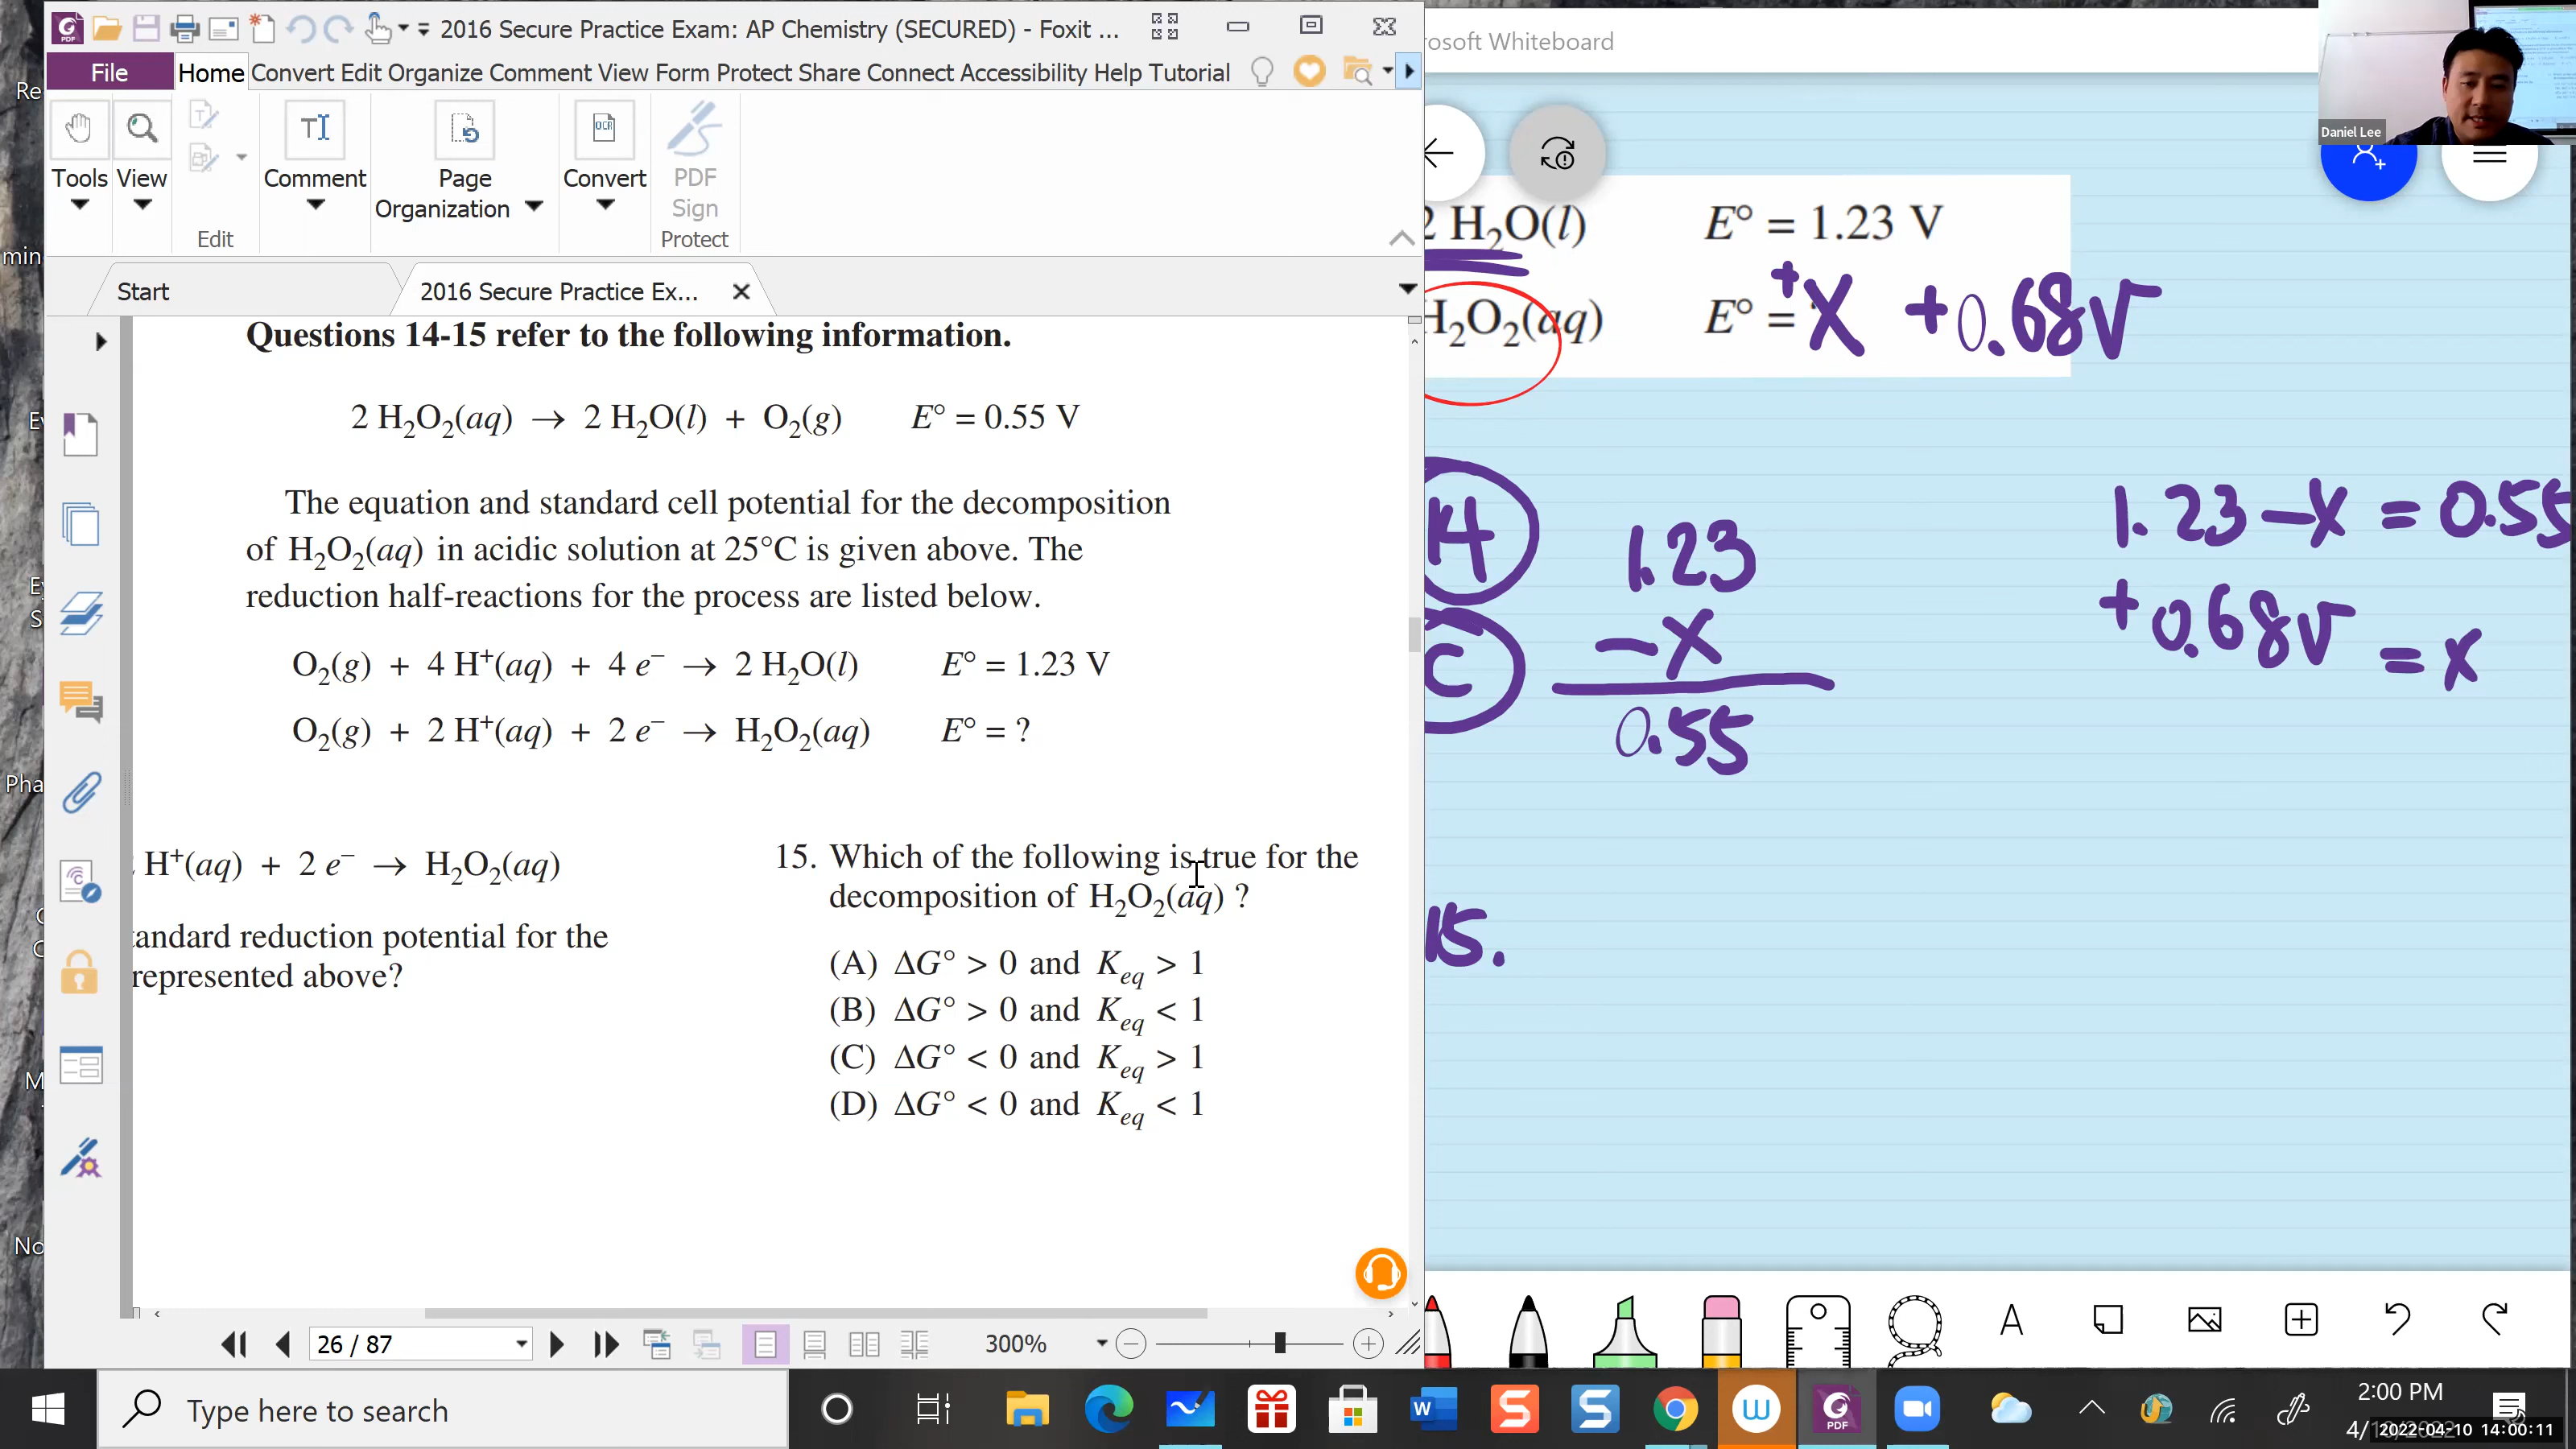 2016 Secure Practice Exam: AP Chemistry (SECURED) - Foxit ...
File Home Convert Edit Organize Comment View Form Protect Share Connect Accessibility Help Tutorial
Tools
View
Edit
Comment
Page Organization
Convert
PDF Sign
Protect
Start
2016 Secure Practice Ex...
Questions 14-15 refer to the following information.
2 H₂O₂(aq) → 2 H₂O(l) + O₂(g) E° = 0.55 V
The equation and standard cell potential for the decomposition
of H₂O₂(aq) in acidic solution at 25°C is given above. The
reduction half-reactions for the process are listed below.
O₂(g) + 4 H⁺(aq) + 4 e⁻ → 2 H₂O(l) E° = 1.23 V
O₂(g) + 2 H⁺(aq) + 2 e⁻ → H₂O₂(aq) E° = ?
H⁺(aq) + 2 e⁻ → H₂O₂(aq)
tandard reduction potential for the
represented above?
15. Which of the following is true for the
decomposition of H₂O₂(aq) ?
(A) ΔG° > 0 and Keq > 1
(B) ΔG° > 0 and Keq < 1
(C) ΔG° < 0 and Keq > 1
(D) ΔG° < 0 and Keq < 1
26 / 87
300%
osoft Whiteboard
Daniel Lee
2 H₂O(l) E° = 1.23 V
H₂O₂(aq) E° = +X +0.68V
14
C
1.23
-X
0.55
1.23-X = 0.55
+0.68V = X
15.
Re
min
S
Pha
M
No
Type here to search
2:00 PM
2022-04-10 14:00:11